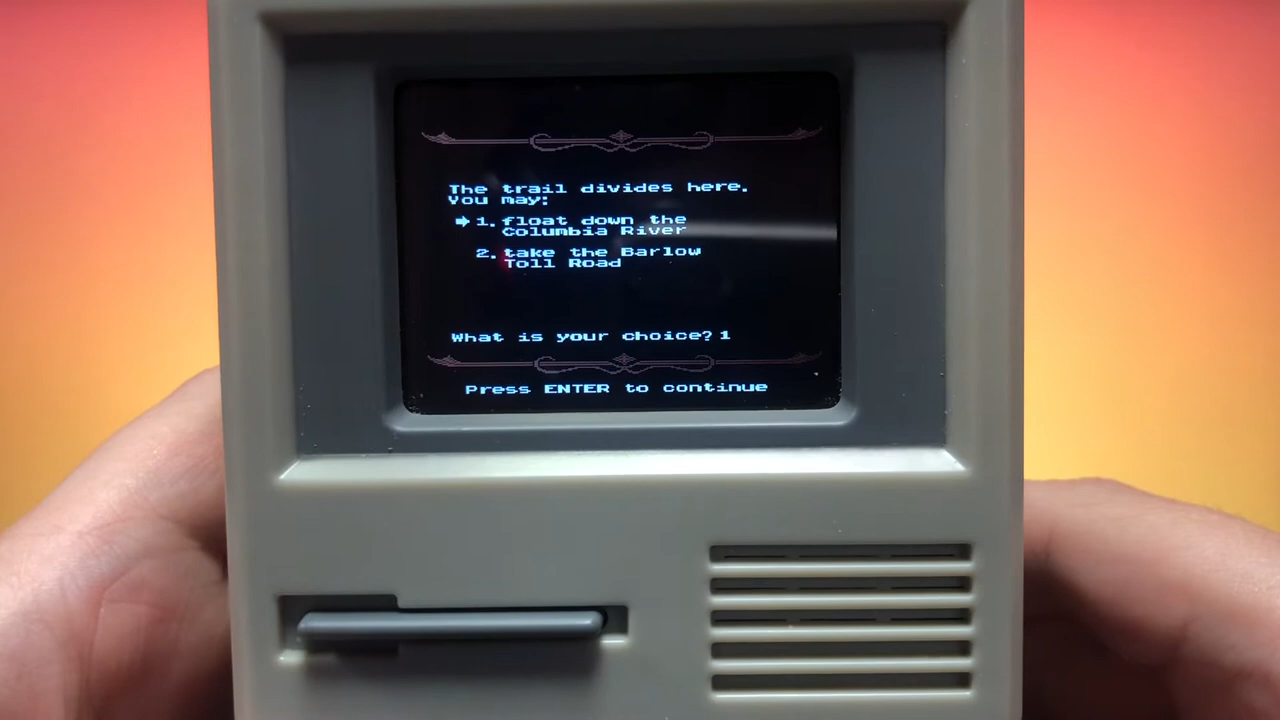 The trail divides here.
You may:
1. float down the
Columbia River
2. take the Barlow
Toll Road
What is your choice? 1
Press ENTER to continue